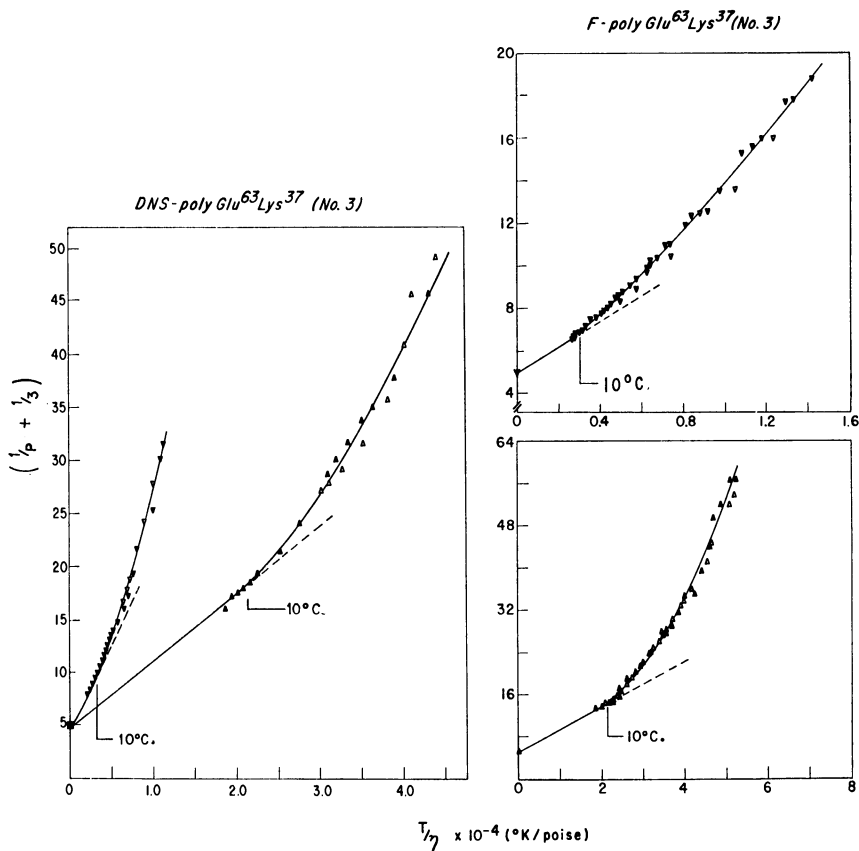 F-poly Glu⁶³Lys³⁷(No. 3)
20
16
12
8
4
10°C.
0 0.4 0.8 1.2 1.6
DNS-poly Glu⁶³Lys³⁷ (No. 3)
50
45
40
35
30
25
20
15
10
5
(1/P + 1/3)
10°C.
10°C.
0 1.0 2.0 3.0 4.0
64
48
32
16
10°C.
0 2 4 6 8
T/η x 10⁻⁴ (°K/poise)